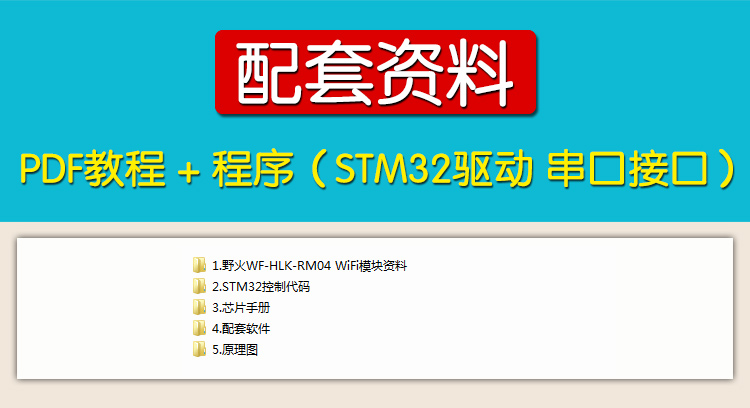 配套资料
PDF教程 + 程序（STM32驱动 串口接口）
1.野火WF-HLK-RM04 WiFi模块资料
2.STM32控制代码
3.芯片手册
4.配套软件
5.原理图